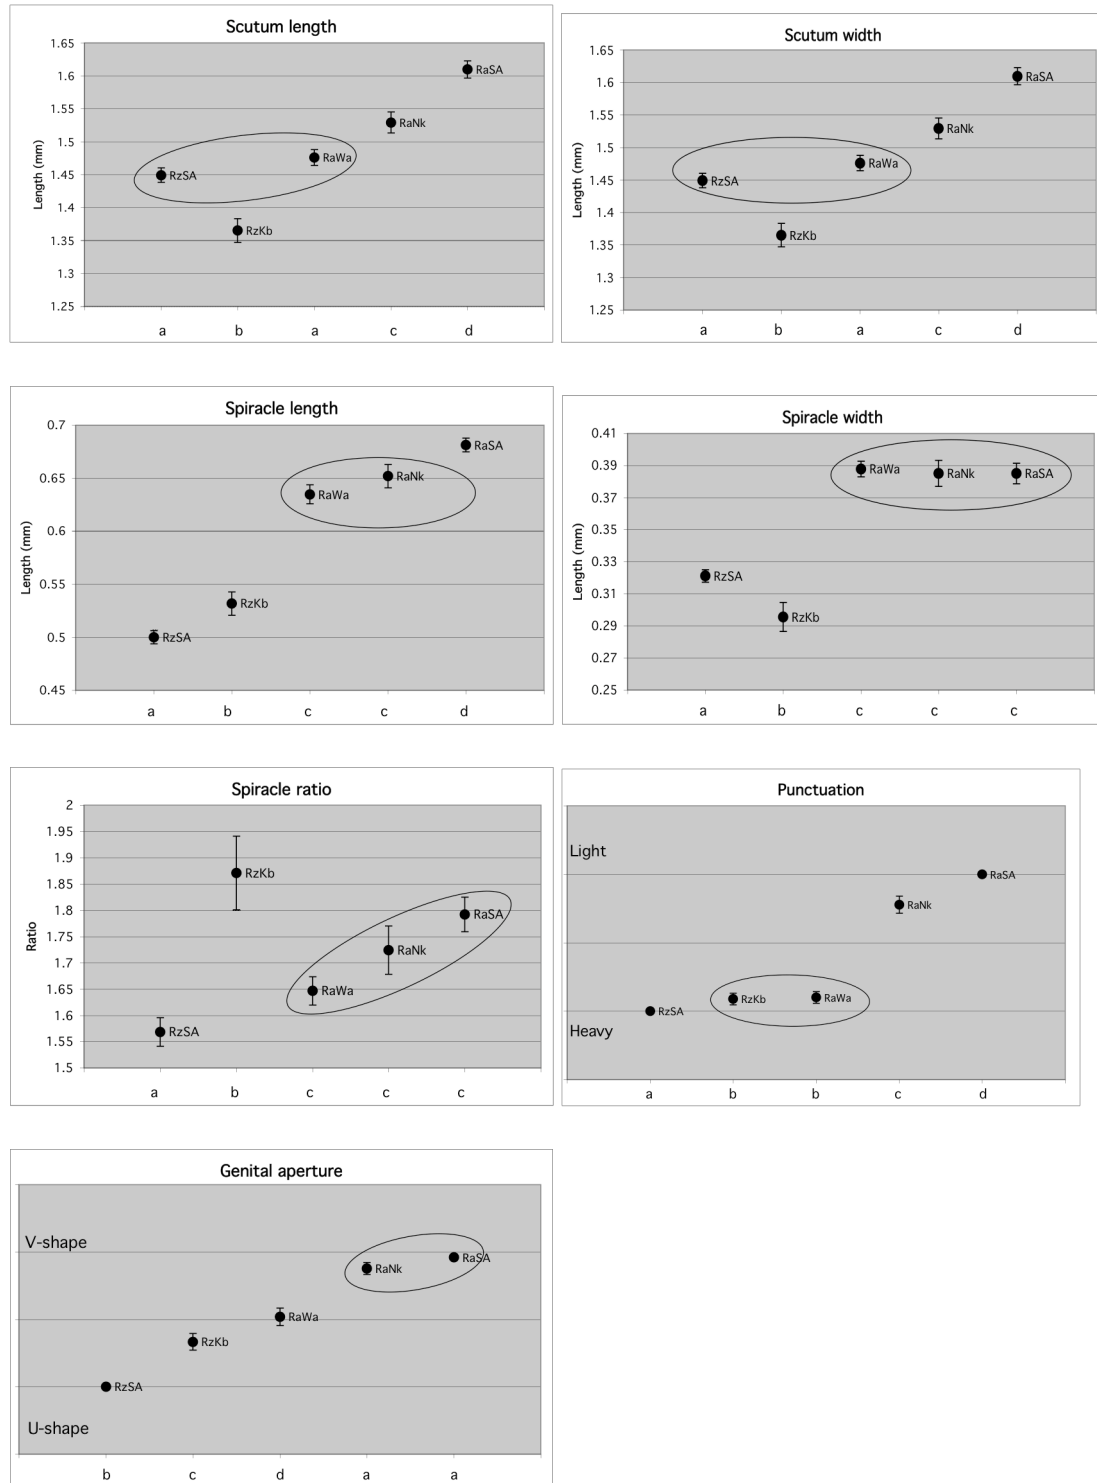 Scutum length
1.65
1.6
1.55
1.5
1.45
1.4
1.35
1.3
1.25
Length (mm)
RzSA
RzKb
RaWa
RaNk
RaSA
a b a c d
Scutum width
1.65
1.6
1.55
1.5
1.45
1.4
1.35
1.3
1.25
Length (mm)
RzSA
RzKb
RaWa
RaNk
RaSA
a b a c d
Spiracle length
0.7
0.65
0.6
0.55
0.5
0.45
Length (mm)
RzSA
RzKb
RaWa
RaNk
RaSA
a b c c d
Spiracle width
0.41
0.39
0.37
0.35
0.33
0.31
0.29
0.27
0.25
Length (mm)
RzSA
RzKb
RaWa
RaNk
RaSA
a b c c c
Spiracle ratio
2
1.95
1.9
1.85
1.8
1.75
1.7
1.65
1.6
1.55
1.5
Ratio
RzSA
RzKb
RaWa
RaNk
RaSA
a b c c c
Punctuation
Light
Heavy
RzSA
RzKb
RaWa
RaNk
RaSA
a b b c d
Genital aperture
V-shape
U-shape
RzSA
RzKb
RaWa
RaNk
RaSA
b c d a a